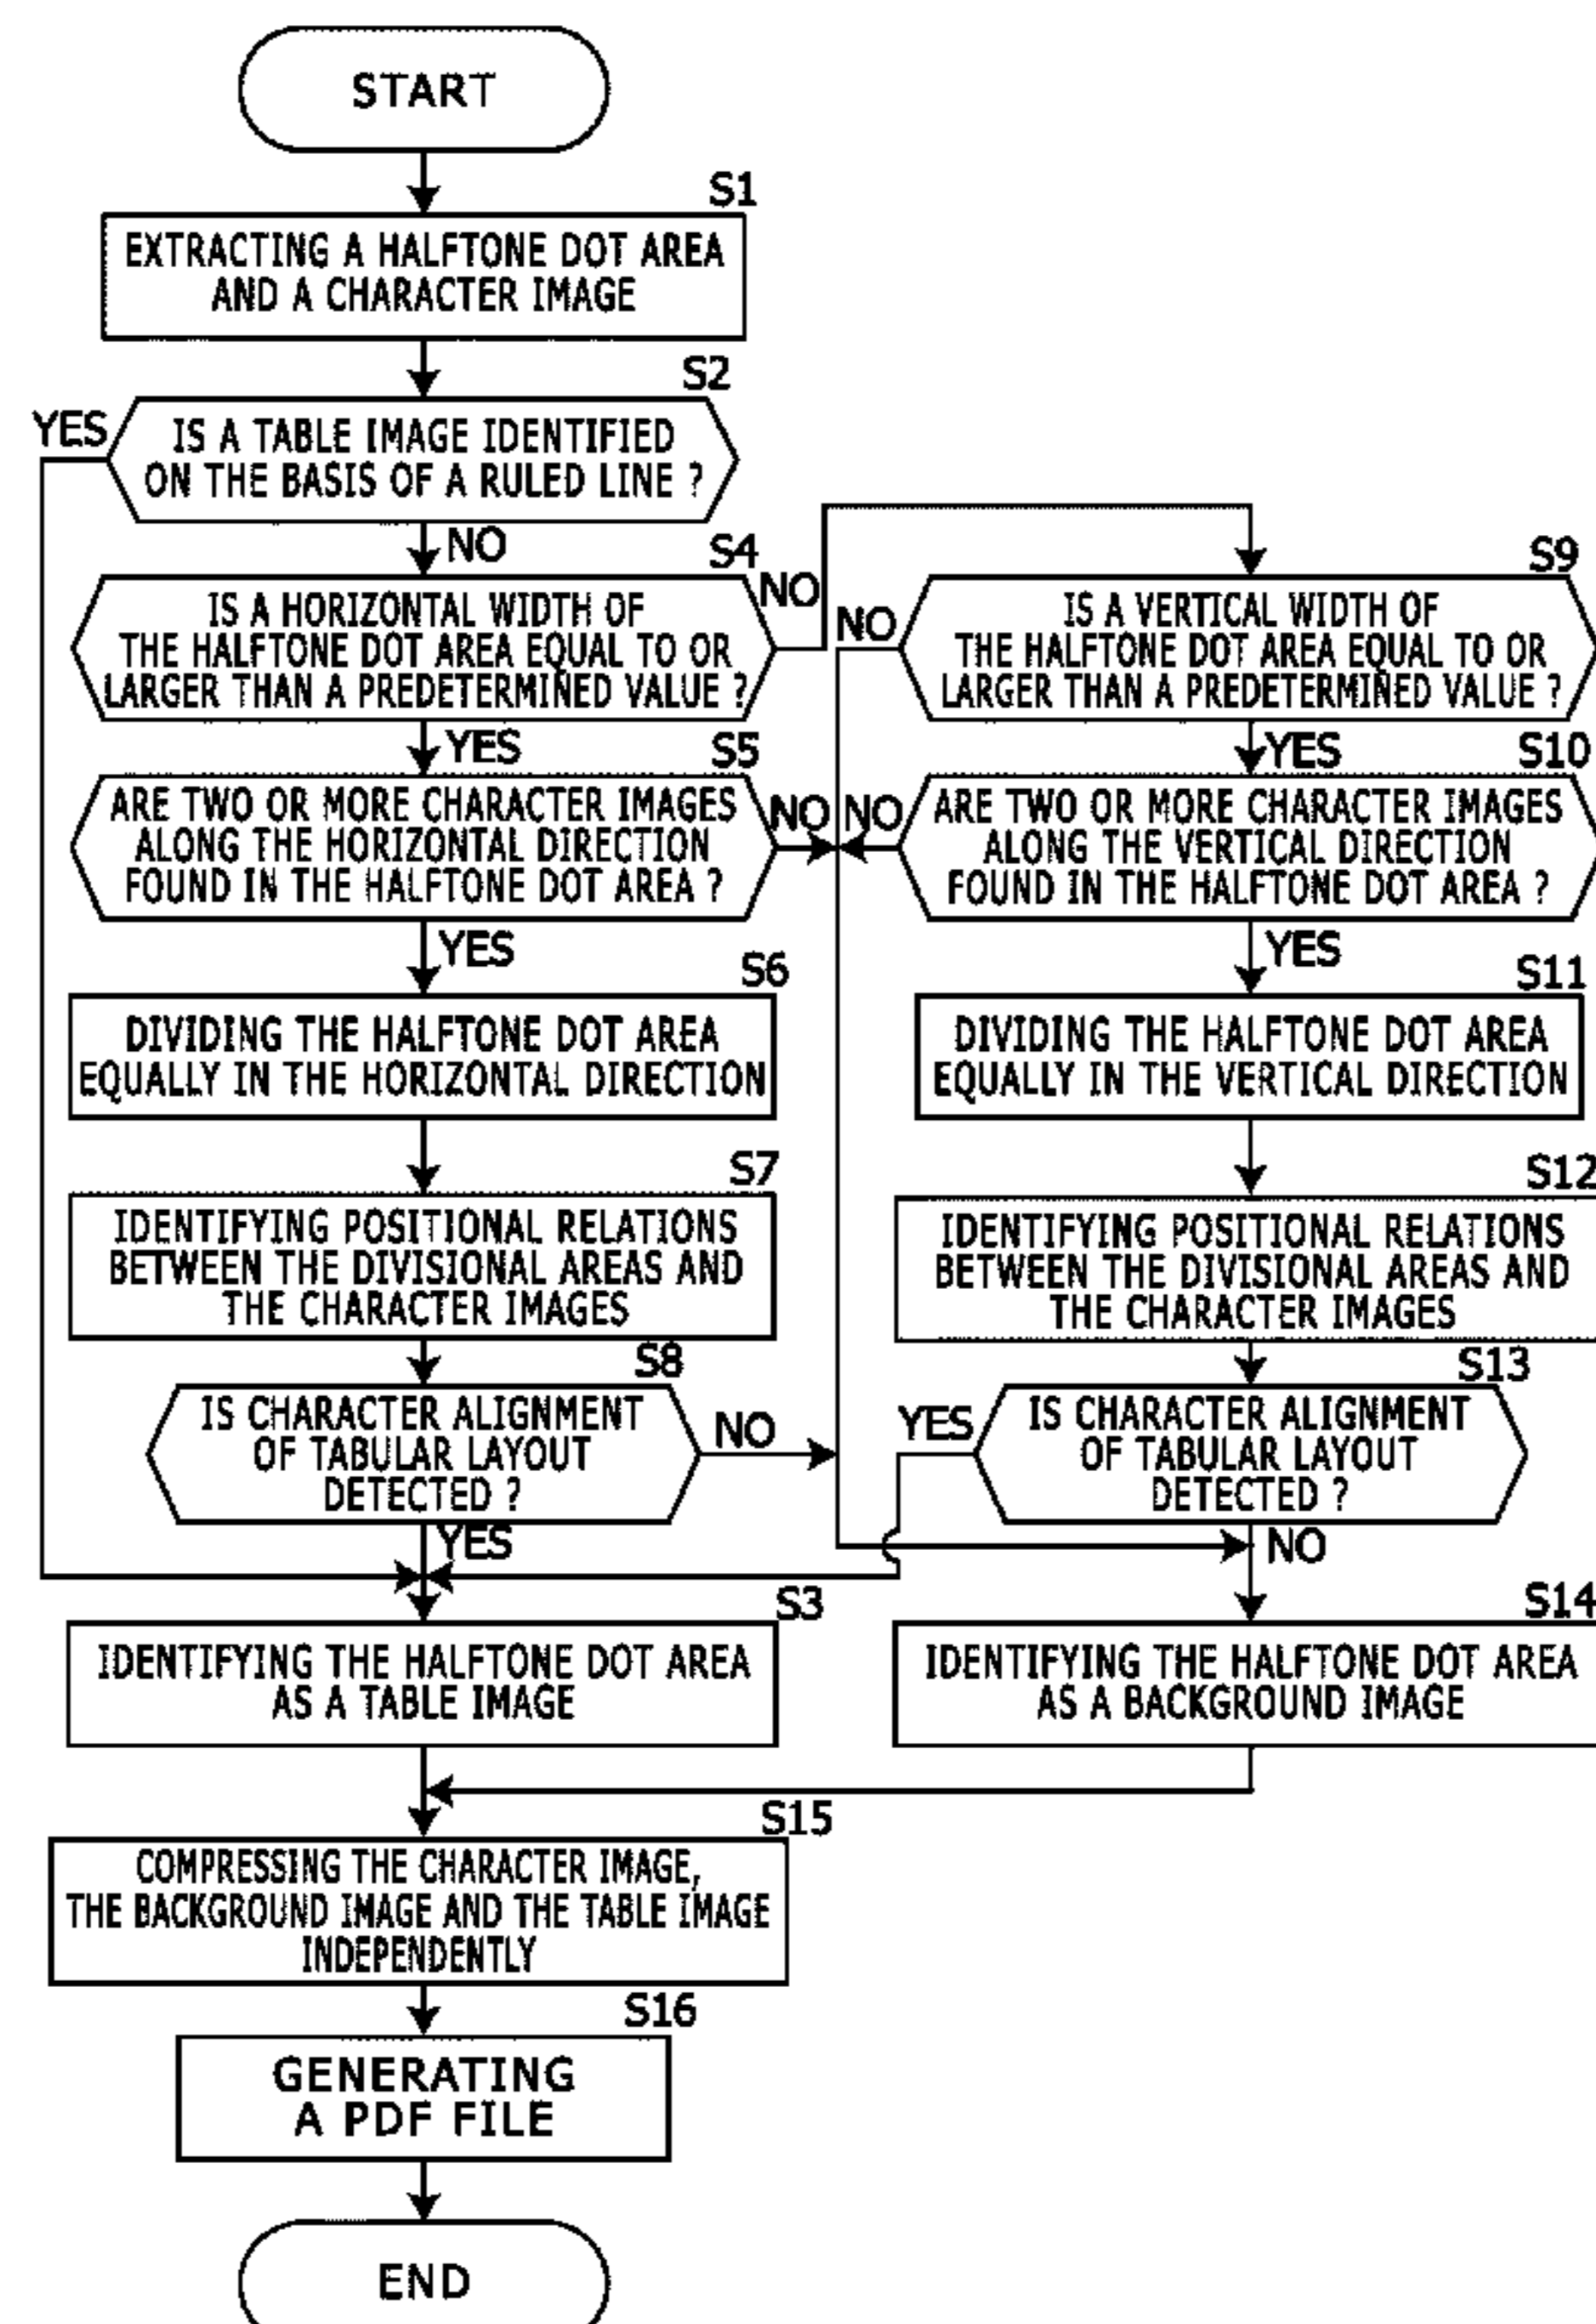 START
S1
EXTRACTING A HALFTONE DOT AREA
AND A CHARACTER IMAGE
S2
YES
IS A TABLE IMAGE IDENTIFIED
ON THE BASIS OF A RULED LINE ?
NO
S4
NO
IS A HORIZONTAL WIDTH OF
THE HALFTONE DOT AREA EQUAL TO OR
LARGER THAN A PREDETERMINED VALUE ?
YES
S5
ARE TWO OR MORE CHARACTER IMAGES
ALONG THE HORIZONTAL DIRECTION
FOUND IN THE HALFTONE DOT AREA ?
NO
YES
S6
DIVIDING THE HALFTONE DOT AREA
EQUALLY IN THE HORIZONTAL DIRECTION
S7
IDENTIFYING POSITIONAL RELATIONS
BETWEEN THE DIVISIONAL AREAS AND
THE CHARACTER IMAGES
S8
IS CHARACTER ALIGNMENT
OF TABULAR LAYOUT
DETECTED ?
NO
YES
S9
NO
IS A VERTICAL WIDTH OF
THE HALFTONE DOT AREA EQUAL TO OR
LARGER THAN A PREDETERMINED VALUE ?
YES
S10
NO
ARE TWO OR MORE CHARACTER IMAGES
ALONG THE VERTICAL DIRECTION
FOUND IN THE HALFTONE DOT AREA ?
YES
S11
DIVIDING THE HALFTONE DOT AREA
EQUALLY IN THE VERTICAL DIRECTION
S12
IDENTIFYING POSITIONAL RELATIONS
BETWEEN THE DIVISIONAL AREAS AND
THE CHARACTER IMAGES
S13
YES
IS CHARACTER ALIGNMENT
OF TABULAR LAYOUT
DETECTED ?
NO
S3
IDENTIFYING THE HALFTONE DOT AREA
AS A TABLE IMAGE
S14
IDENTIFYING THE HALFTONE DOT AREA
AS A BACKGROUND IMAGE
S15
COMPRESSING THE CHARACTER IMAGE,
THE BACKGROUND IMAGE AND THE TABLE IMAGE
INDEPENDENTLY
S16
GENERATING
A PDF FILE
END